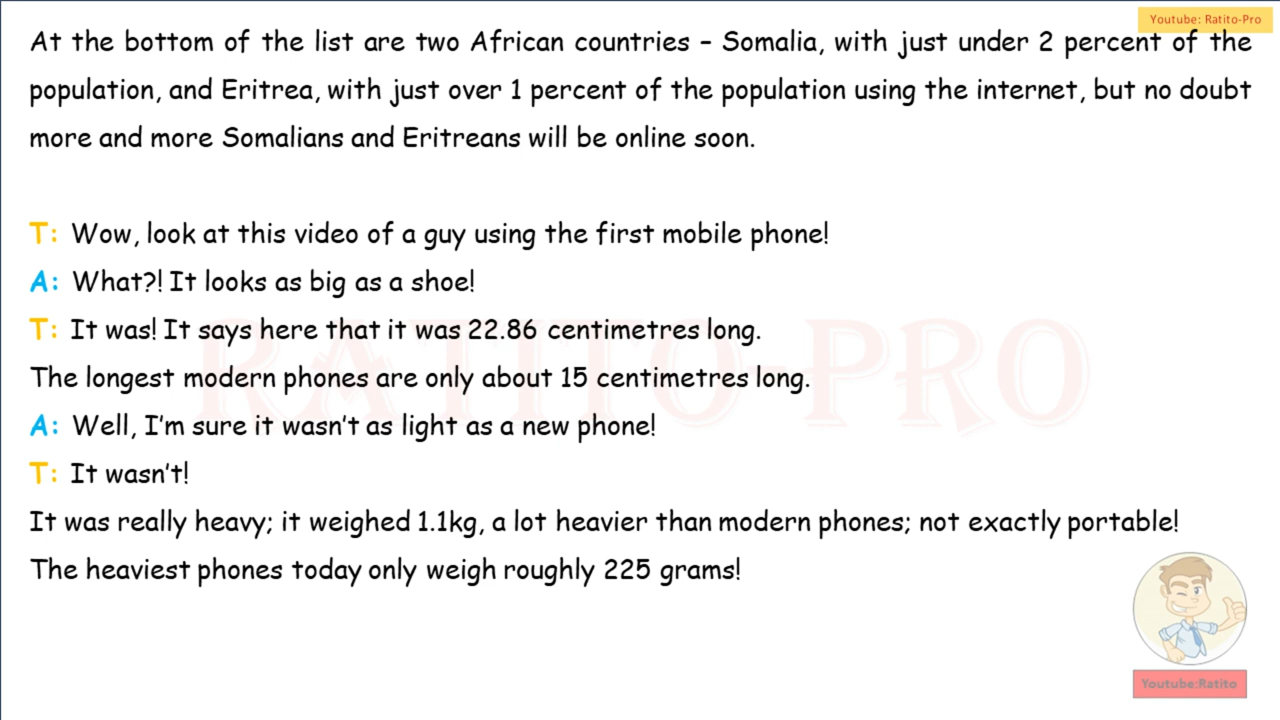 Youtube: Ratito-Pro
At the bottom of the list are two African countries – Somalia, with just under 2 percent of the
population, and Eritrea, with just over 1 percent of the population using the internet, but no doubt
more and more Somalians and Eritreans will be online soon.
T: Wow, look at this video of a guy using the first mobile phone!
A: What?! It looks as big as a shoe!
T: It was! It says here that it was 22.86 centimetres long.
RATITO-PRO
The longest modern phones are only about 15 centimetres long.
A: Well, I'm sure it wasn't as light as a new phone!
T: It wasn't!
It was really heavy; it weighed 1.1kg, a lot heavier than modern phones; not exactly portable!
The heaviest phones today only weigh roughly 225 grams!
Youtube:Ratito